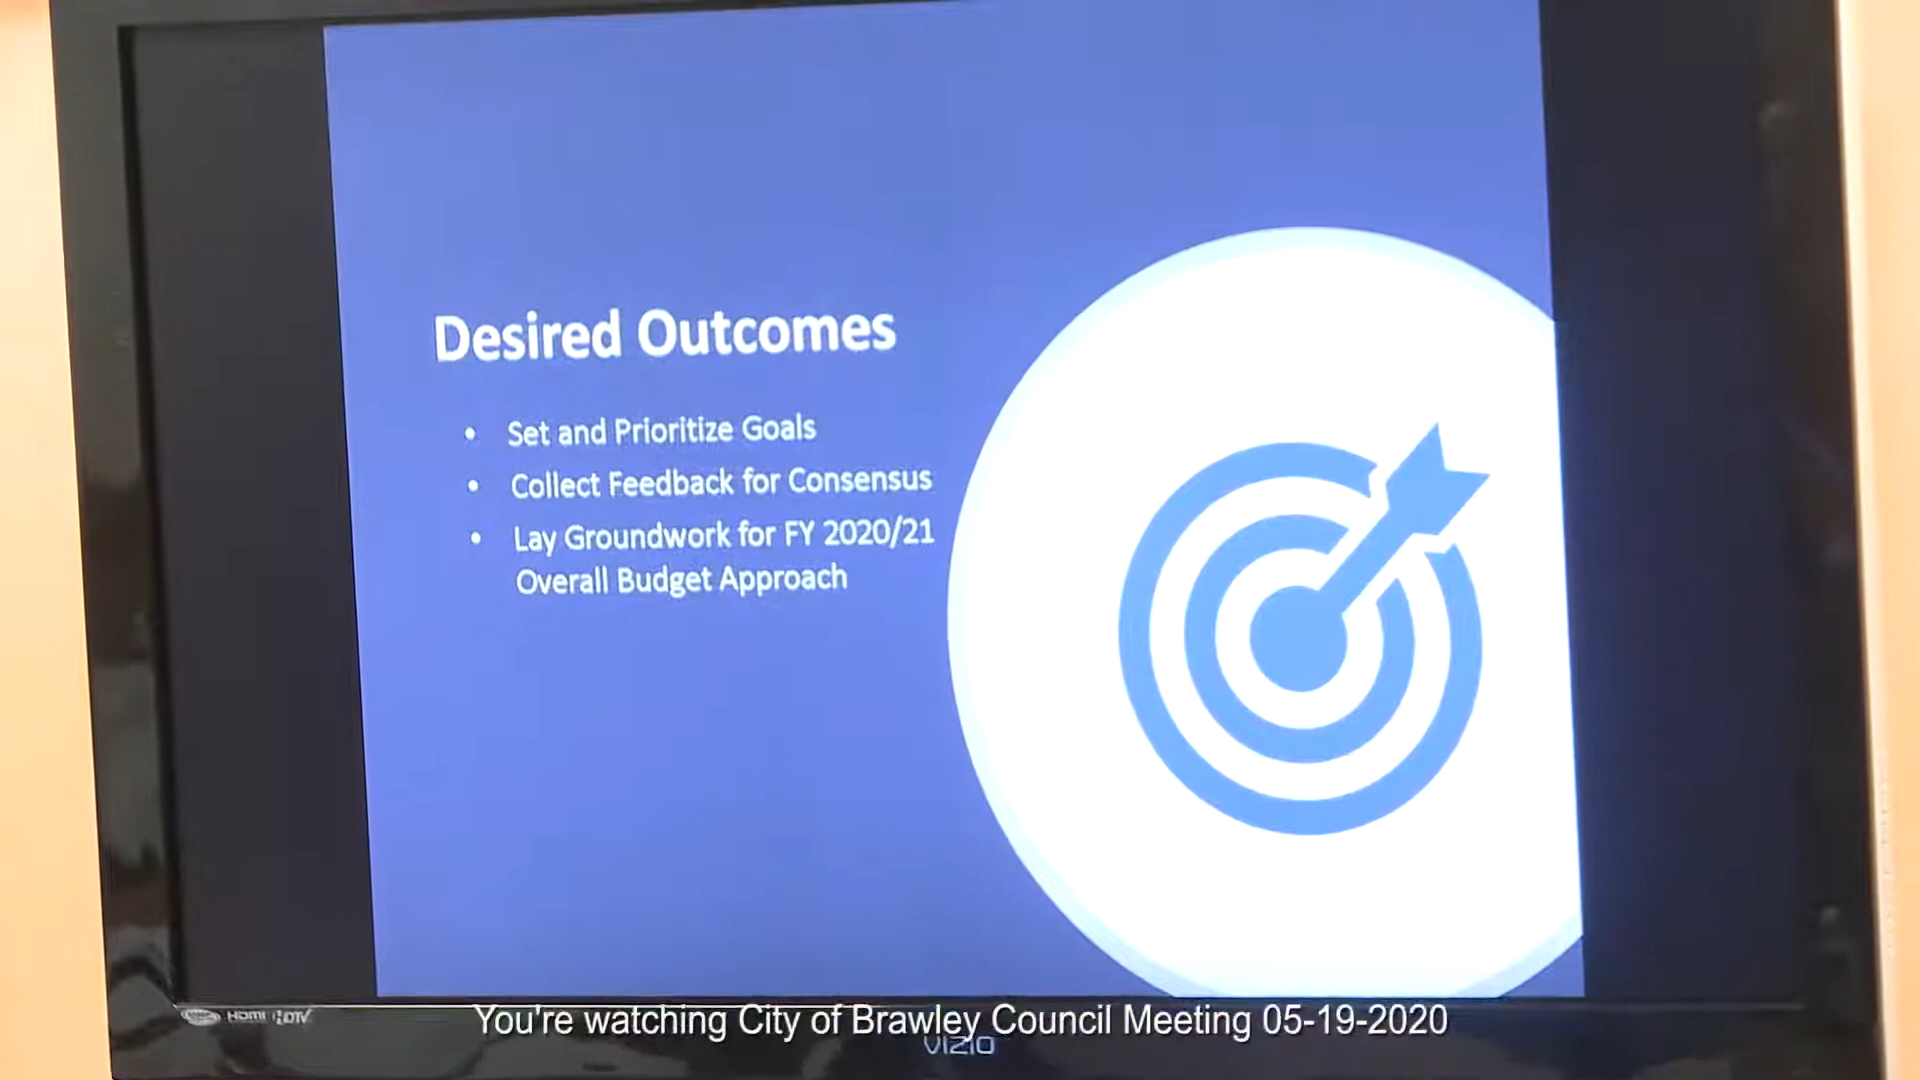 Desired Outcomes
• Set and Prioritize Goals
• Collect Feedback for Consensus
• Lay Groundwork for FY 2020/21
Overall Budget Approach
HDMI HDTV
You're watching City of Brawley Council Meeting 05-19-2020
VIZIO